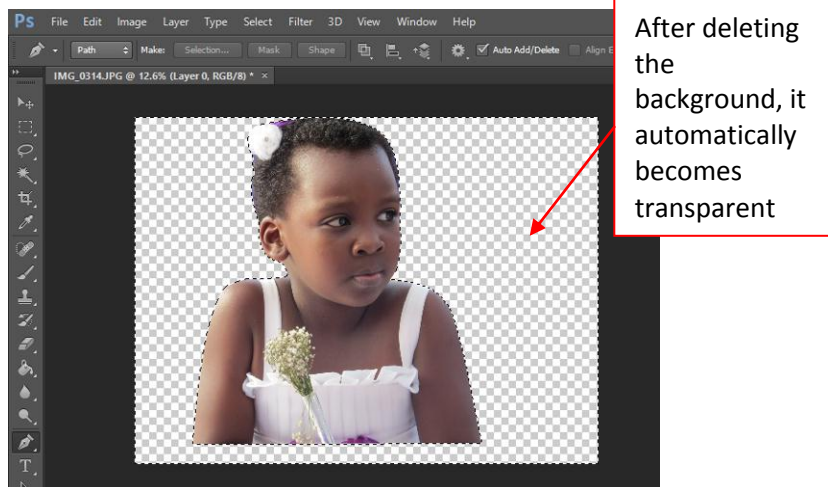 Ps File Edit Image Layer Type Select Filter 3D View Window Help
Path Make: Selection... Mask Shape Auto Add/Delete Align E
IMG_0314.JPG @ 12.6% (Layer 0, RGB/8) * ×
T
After deleting
the
background, it
automatically
becomes
transparent